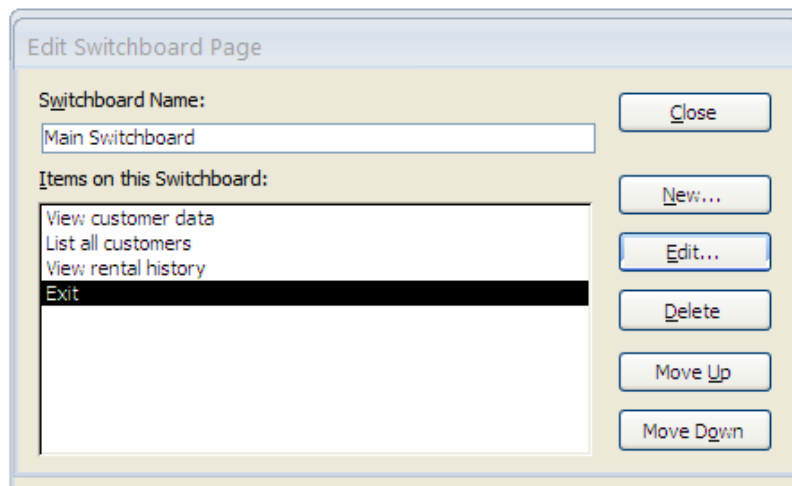 Edit Switchboard Page
Switchboard Name:
Close
Main Switchboard
Items on this Switchboard:
New...
View customer data
List all customers
Edit...
View rental history
Exit
Delete
Move Up
Move Down